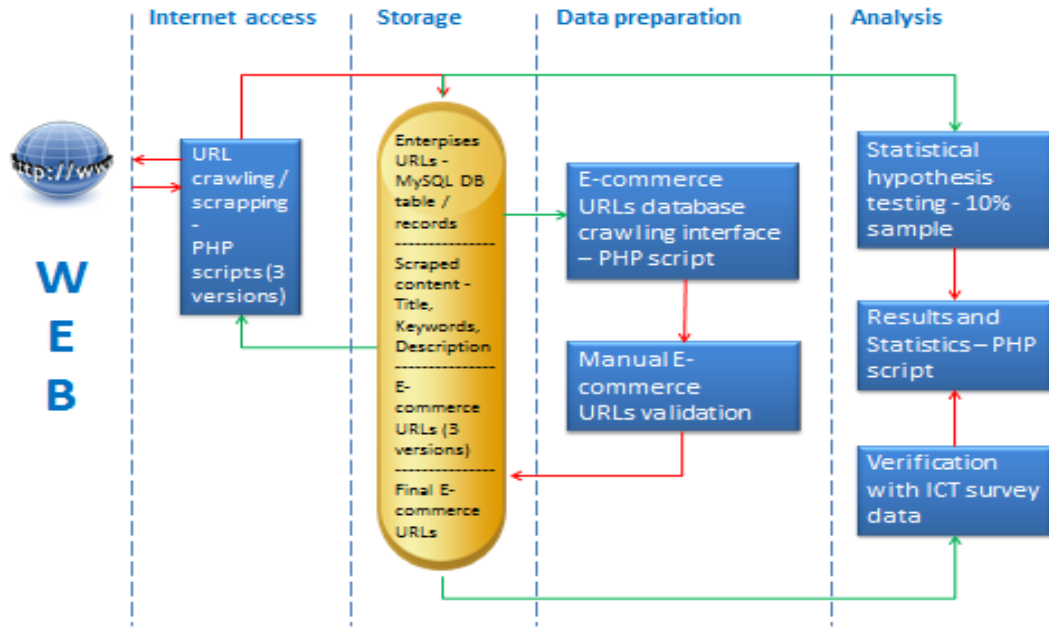 Internet access
Storage
Data preparation
Analysis
http://ww
W
E
B
URL
crawling /
scrapping
-
PHP
scripts (3
versions)
Enterpises
URLs -
MySQL DB
table /
records
----------------
Scraped
content -
Title,
Keywords,
Description
----------------
E-
commerce
URLs (3
versions)
----------------
Final E-
commerce
URLs
E-commerce
URLs database
crawling interface
– PHP script
Manual E-
commerce
URLs validation
Statistical
hypothesis
testing - 10%
sample
Results and
Statistics – PHP
script
Verification
with ICT survey
data